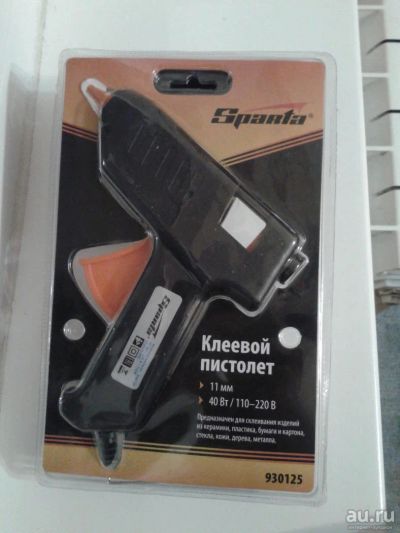 Sparta®
Sparta
Клеевой
пистолет
11 мм
40 Вт / 110–220 В
Предназначен для склеивания изделий
из керамики, пластика, бумаги и картона,
стекла, кожи, дерева, металла.
930125
au.ru